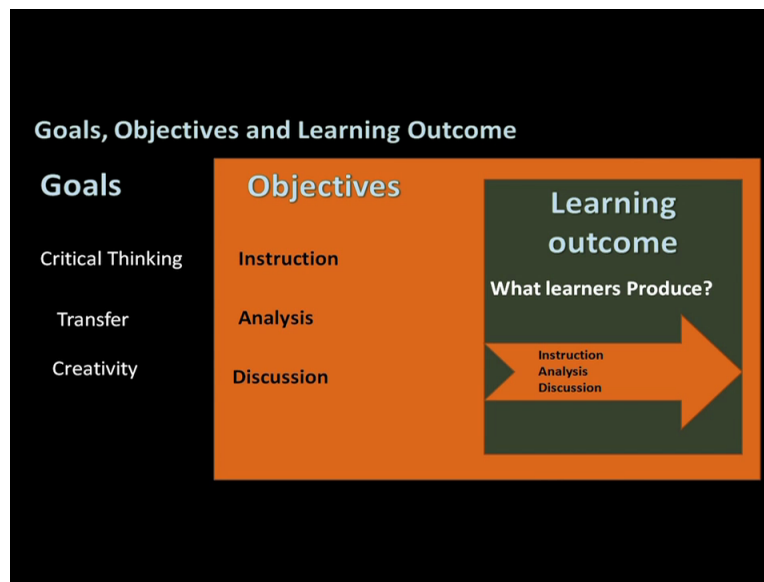 Goals, Objectives and Learning Outcome
Goals
Critical Thinking
Transfer
Creativity
Objectives
Instruction
Analysis
Discussion
Learning
outcome
What learners Produce?
Instruction
Analysis
Discussion